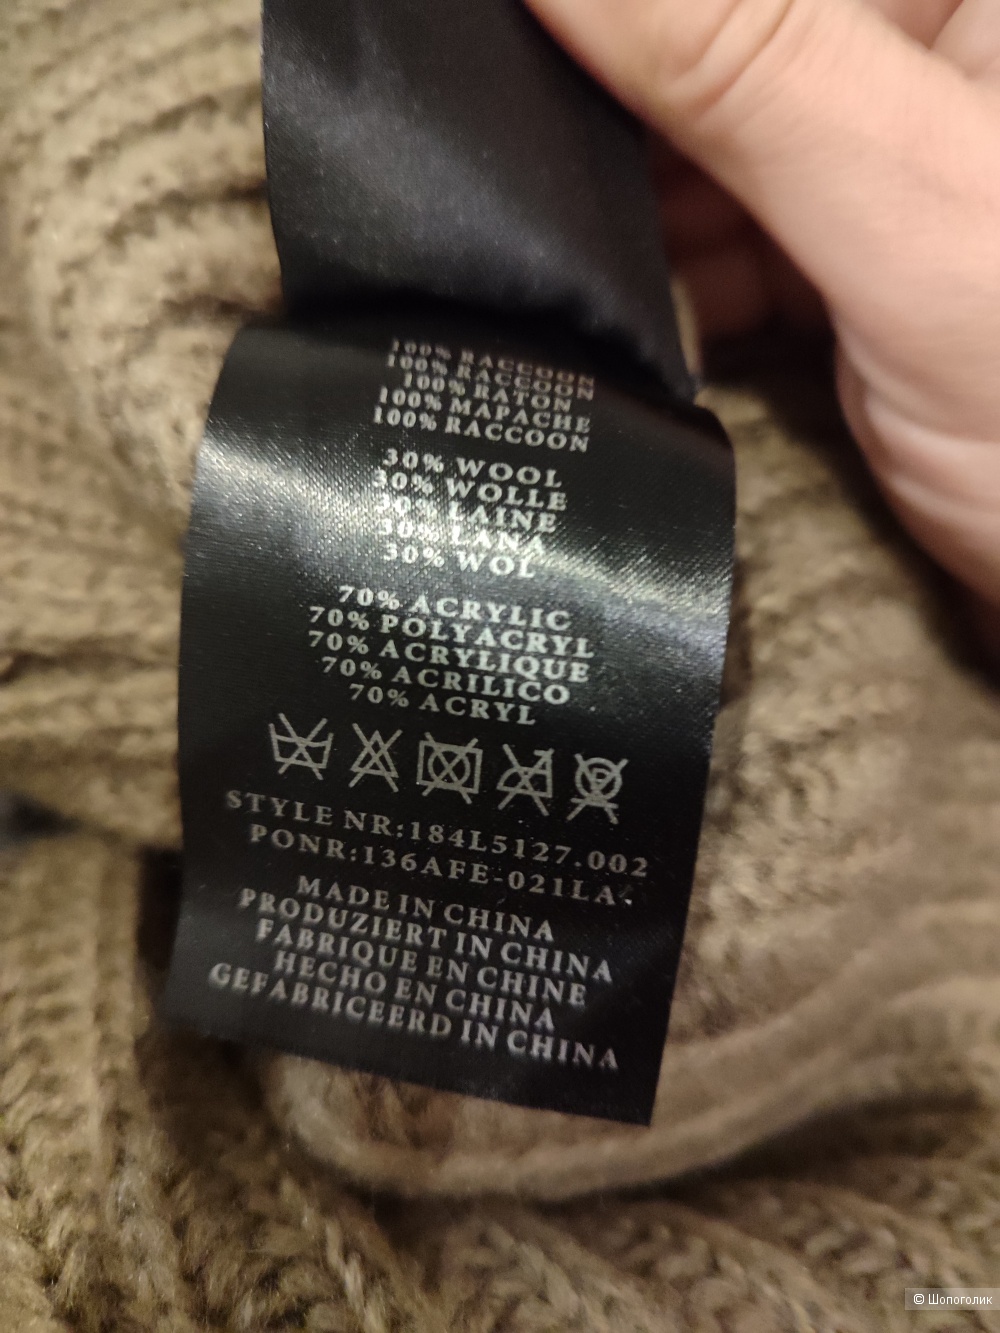 100% RACCOON
100% RACCOON
100% RATON
100% MAPACHE
100% RACCOON
30% WOOL
30% WOLLE
30% LAINE
30% LANA
30% WOL
70% ACRYLIC
70% POLYACRYL
70% ACRYLIQUE
70% ACRILICO
70% ACRYL
STYLE NR:184L5127.002
PONR:136AFE-021LA
MADE IN CHINA
PRODUZIERT IN CHINA
FABRIQUE EN CHINE
HECHO EN CHINA
GEFABRICEERD IN CHINA
© Шопоголик